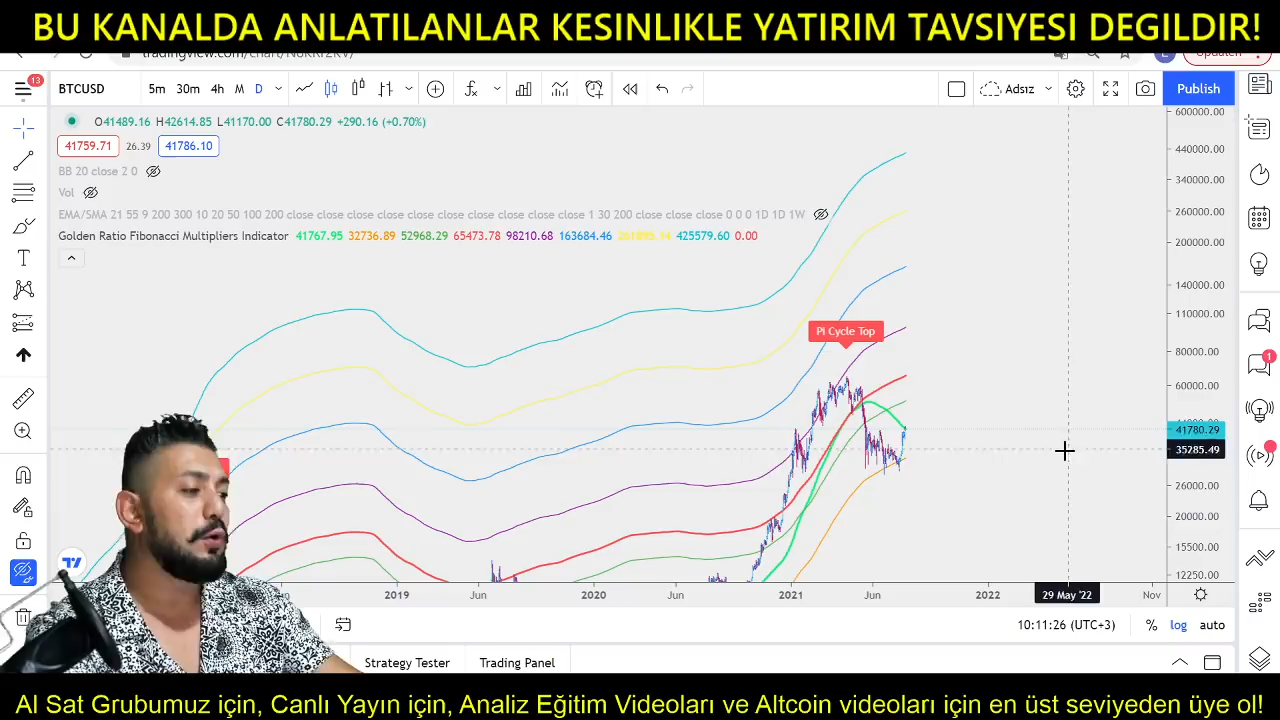 BU KANALDA ANLATILANLAR KESINLIKLE YATIRIM TAVSIYESI DEGILDIR!
13
BTCUSD 5m 30m 4h M D Adsız Publish
O41489.16 H42614.85 L41170.00 C41780.29 +290.16 (+0.70%)
41759.71 26.39 41786.10
BB 20 close 2 0
Vol
EMA/SMA 21 55 9 200 300 10 20 50 100 200 close close close close close close close close close close 1 30 200 close close close 0 0 0 1D 1D 1W
Golden Ratio Fibonacci Multipliers Indicator 41767.95 32736.89 52968.29 65473.78 98210.68 163684.46 425579.60 0.00
600000.00
440000.00
340000.00
260000.00
200000.00
140000.00
110000.00
PI Cycle Top
80000.00
1
60000.00
41780.29
35285.49
26000.00
20000.00
15500.00
12250.00
2019 Jun 2020 Jun 2021 Jun 2022 29 May '22 Nov
10:11:26 (UTC+3) % log auto
Strategy Tester Trading Panel
Al Sat Grubumuz için, Canlı Yayın için, Analiz Eğitim Videoları ve Altcoin videoları için en üst seviyeden üye ol!